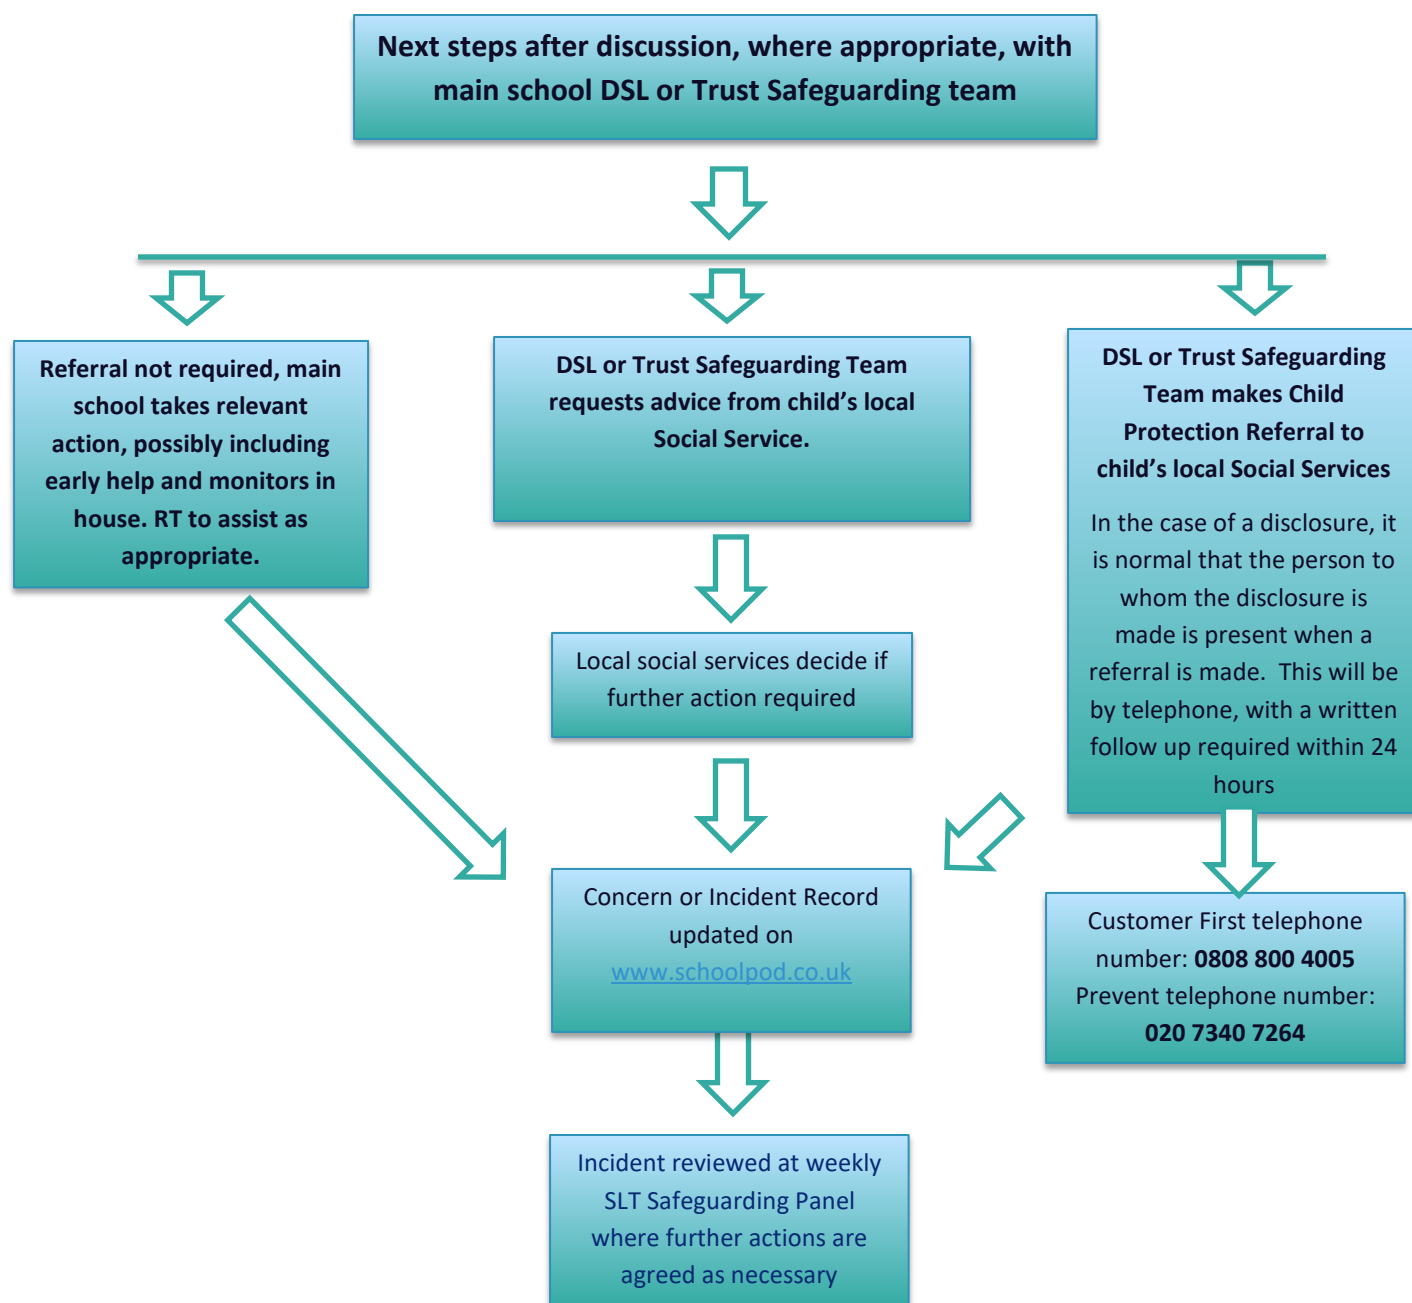 Next steps after discussion, where appropriate, with
main school DSL or Trust Safeguarding team
Referral not required, main
school takes relevant
action, possibly including
early help and monitors in
house. RT to assist as
appropriate.
DSL or Trust Safeguarding Team
requests advice from child’s local
Social Service.
DSL or Trust Safeguarding
Team makes Child
Protection Referral to
child’s local Social Services
In the case of a disclosure, it
is normal that the person to
whom the disclosure is
made is present when a
referral is made.  This will be
by telephone, with a written
follow up required within 24
hours
Local social services decide if
further action required
Concern or Incident Record
updated on
www.schoolpod.co.uk
Customer First telephone
number: 0808 800 4005
Prevent telephone number:
020 7340 7264
Incident reviewed at weekly
SLT Safeguarding Panel
where further actions are
agreed as necessary